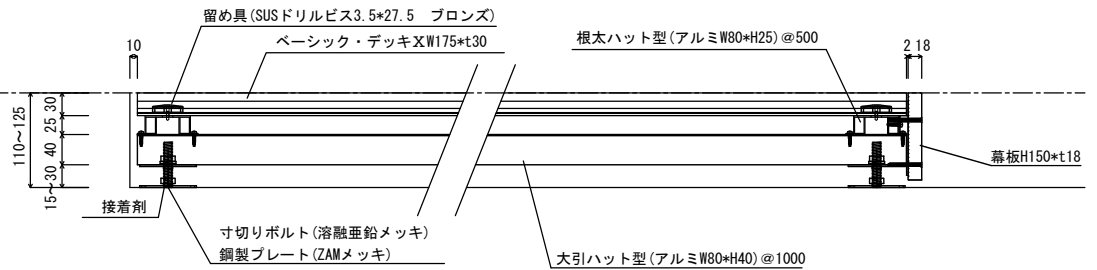 留め具(SUSドリルビス3.5*27.5 ブロンズ)
ベーシック・デッキXW175*t30
根太ハット型(アルミW80*H25)@500
10
2 18
110~125
30
25
40
15~30
幕板H150*t18
接着剤
寸切りボルト(溶融亜鉛メッキ)
鋼製プレート(ZAMメッキ)
大引ハット型(アルミW80*H40)@1000